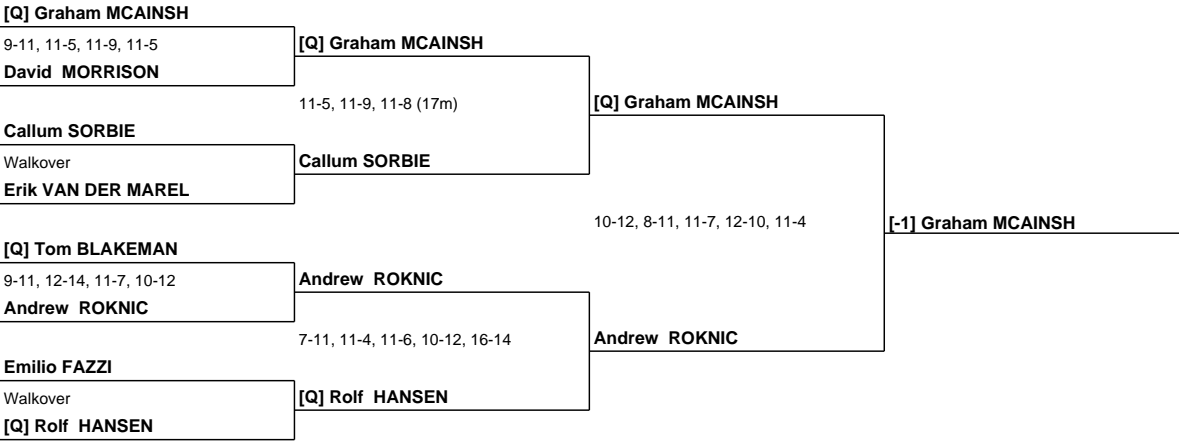 [Q] Graham MCAINSH
9-11, 11-5, 11-9, 11-5
David MORRISON
[Q] Graham MCAINSH
11-5, 11-9, 11-8 (17m)
Callum SORBIE
Walkover
Erik VAN DER MAREL
Callum SORBIE
[Q] Graham MCAINSH
10-12, 8-11, 11-7, 12-10, 11-4
[-1] Graham MCAINSH
[Q] Tom BLAKEMAN
9-11, 12-14, 11-7, 10-12
Andrew ROKNIC
Andrew ROKNIC
7-11, 11-4, 11-6, 10-12, 16-14
Andrew ROKNIC
Emilio FAZZI
Walkover
[Q] Rolf HANSEN
[Q] Rolf HANSEN